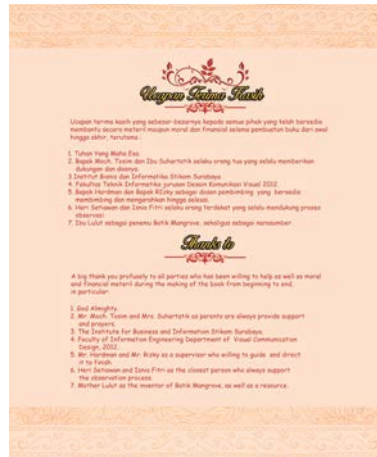 Ucapan Terima Kasih
Ucapan terima kasih yang sebesar-besarnya kepada semua pihak yang telah bersedia
membantu secara meteril maupun moral dan finansial selama pembuatan buku dari awal
hingga akhir, terutama :
1. Tuhan Yang Maha Esa.
2. Bapak Moch. Tosim dan Ibu Suhartatik selaku orang tua yang selalu memberikan
dukungan dan doanya.
3 Institut Bisnis dan Informatika Stikom Surabaya.
4. Fakultas Teknik Informatika jurusan Desain Komunikasi Visual 2012.
5. Bapak Hardman dan Bapak Rizky sebagai dosen pembimbing yang bersedia
membimbing dan mengarahkan hingga selesai.
6. Heri Setiawan dan Isnia Fitri selaku orang terdekat yang selalu mendukung proses
observasi.
7. Ibu Lulut sebagai penemu Batik Mangrove, sekaligus sebagai narasumber.
Thanks to
A big thank you profusely to all parties who has been willing to help as well as moral
and financial meteril during the making of the book from beginning to end,
in particular:
1. God Almighty.
2. Mr. Moch. Tosim and Mrs. Suhartatik as parents are always provide support
and prayers.
3. The Institute for Business and Information Stikom Surabaya.
4. Faculty of Information Engineering Department of Visual Communication
Design, 2012.
5. Mr. Hardman and Mr. Rizky as a supervisor who willing to guide and direct
it to finish.
6. Heri Setiawan and Isnia Fitri as the closest person who always support
the observation process.
7. Mother Lulut as the inventor of Batik Mangrove, as well as a resource.